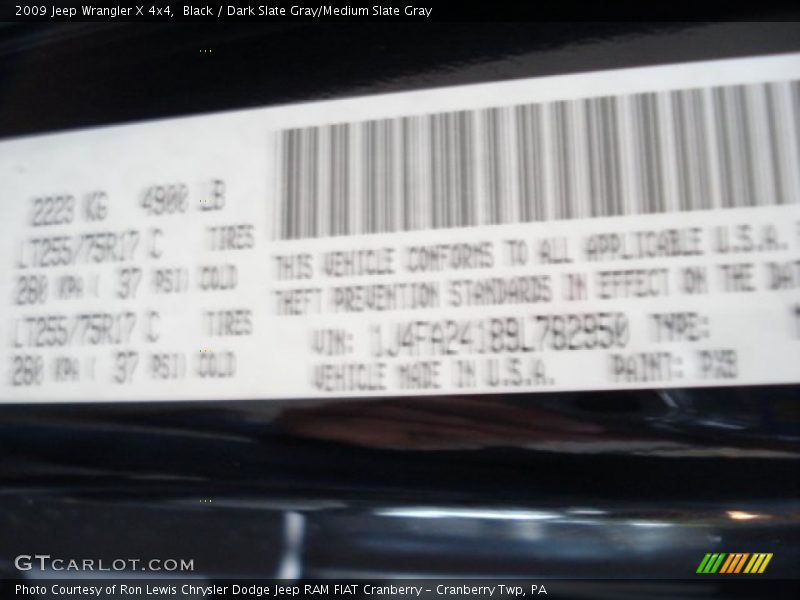 2009 Jeep Wrangler X 4x4,  Black / Dark Slate Gray/Medium Slate Gray
2223 KG 4900 LB
LT255/75R17 C TIRES
260 KPA ( 37 PSI) COLD
LT255/75R17 C TIRES
260 KPA ( 37 PSI) COLD
THIS VEHICLE CONFORMS TO ALL APPLICABLE U.S.A.
THEFT PREVENTION STANDARDS IN EFFECT ON THE DAT
VIN: 1J4FA24189L782950 TYPE:
VEHICLE MADE IN U.S.A. PAINT: PX8
GTCARLOT.COM
Photo Courtesy of Ron Lewis Chrysler Dodge Jeep RAM FIAT Cranberry - Cranberry Twp, PA